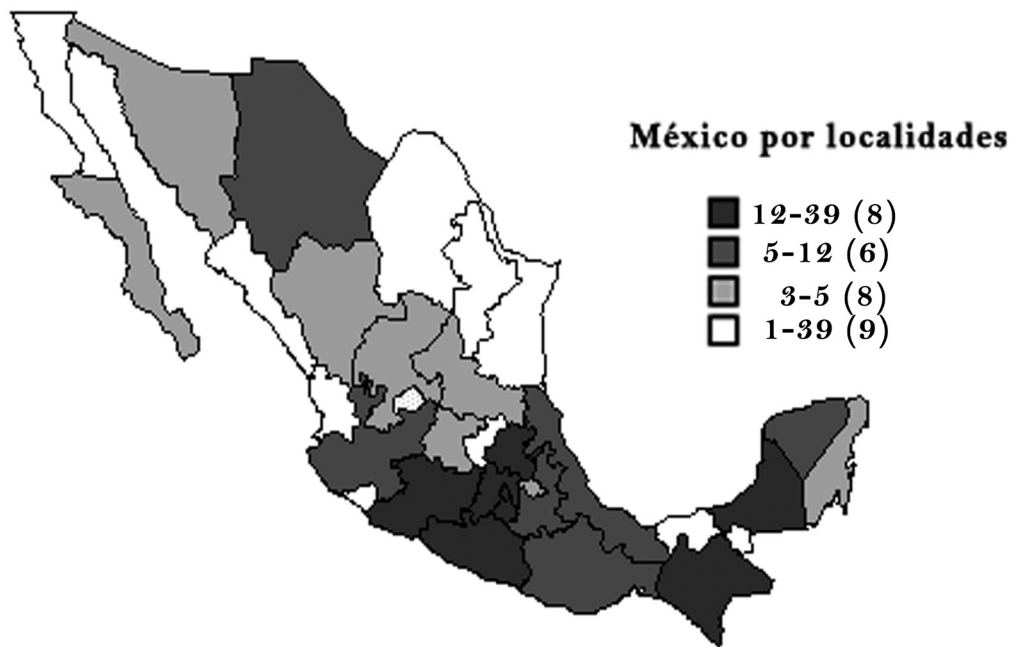 México por localidades
12-39 (8)
5-12 (6)
3-5 (8)
1-39 (9)